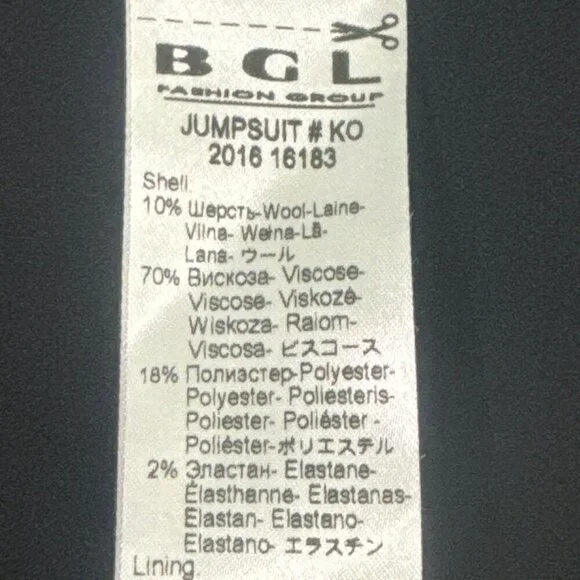 BGL
FASHION GROUP
JUMPSUIT # KO
2016 16183
Shell:
10% Шерсть-Wool-Laine-
Vilna- Wełna-Lã-
Lana- ウール
70% Вискоза- Viscose-
Viscose- Viskozė-
Wiskoza- Raiom-
Viscosa- ビスコース
18% Полиэстер-Polyester-
Polyester- Poliesteris-
Poliester- Poliéster -
Poliéster-ポリエステル
2% Эластан- Elastane-
Élasthanne- Elastanas-
Elastan- Elastano-
Elastano- エラスチン
Lining: